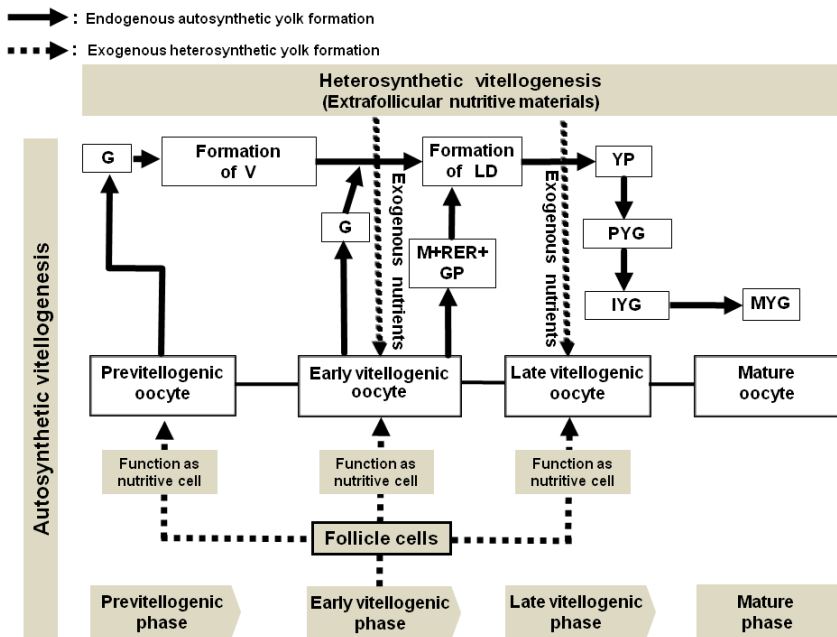 : Endogenous autosynthetic yolk formation
: Exogenous heterosynthetic yolk formation
Heterosynthetic vitellogenesis
(Extrafollicular nutritive materials)
Autosynthetic vitellogenesis
G
Formation
of V
Formation
of LD
YP
G
Exogenous nutrients
M+RER+
GP
Exogenous nutrients
PYG
IYG
MYG
Previtellogenic
oocyte
Early vitellogenic
oocyte
Late vitellogenic
oocyte
Mature
oocyte
Function as
nutritive cell
Function as
nutritive cell
Function as
nutritive cell
Follicle cells
Previtellogenic
phase
Early vitellogenic
phase
Late vitellogenic
phase
Mature
phase